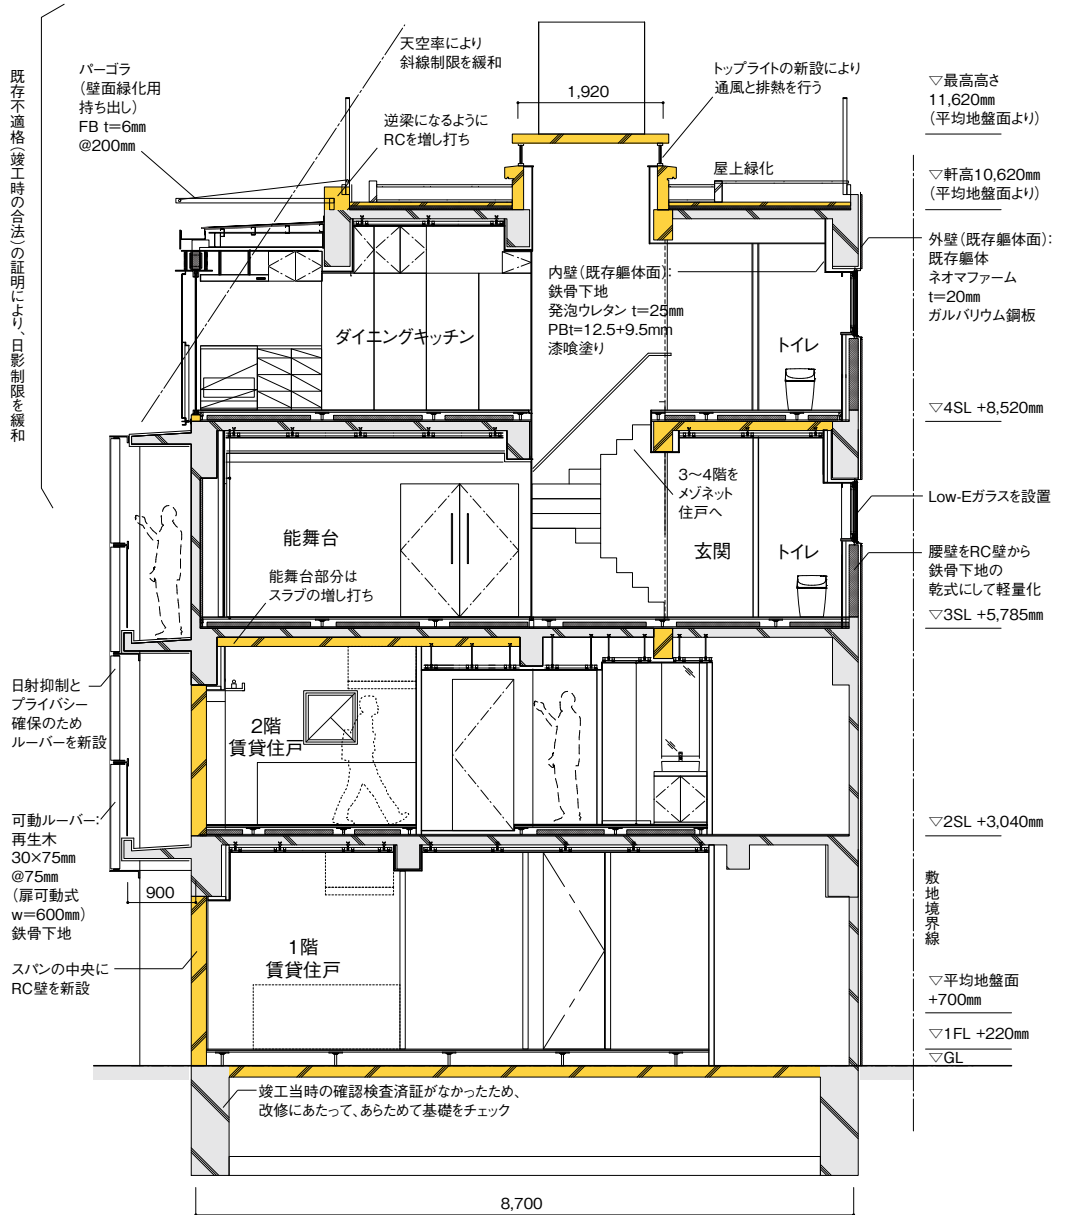 既存不適格（竣工時の合法）の証明により、日影制限を緩和
パーゴラ
（壁面緑化用
持ち出し）
FB t=6㎜
@200㎜
天空率により
斜線制限を緩和
逆梁になるように
RCを増し打ち
1,920
トップライトの新設により
通風と排熱を行う
屋上緑化
▽最高高さ
11,620㎜
（平均地盤面より）
▽軒高10,620㎜
（平均地盤面より）
外壁（既存軀体面）：
既存軀体
ネオマフォーム
t=20㎜
ガルバリウム鋼板
内壁（既存軀体面）：
鉄骨下地
発泡ウレタン t=25㎜
PBt=12.5+9.5㎜
漆喰塗り
ダイニングキッチン
トイレ
▽4SL +8,520㎜
3〜4階を
メゾネット
住戸へ
Low-Eガラスを設置
能舞台
玄関
トイレ
腰壁をRC壁から
鉄骨下地の
乾式にして軽量化
能舞台部分は
スラブの増し打ち
▽3SL +5,785㎜
日射抑制と
プライバシー
確保のため
ルーバーを新設
2階
賃貸住戸
可動ルーバー：
再生木
30×75㎜
@75㎜
（扉可動式
w=600㎜）
鉄骨下地
▽2SL +3,040㎜
900
敷地境界線
スパンの中央に
RC壁を新設
1階
賃貸住戸
▽平均地盤面
+700㎜
▽1FL +220㎜
▽GL
竣工当時の確認検査済証がなかったため、
改修にあたって、あらためて基礎をチェック
8,700